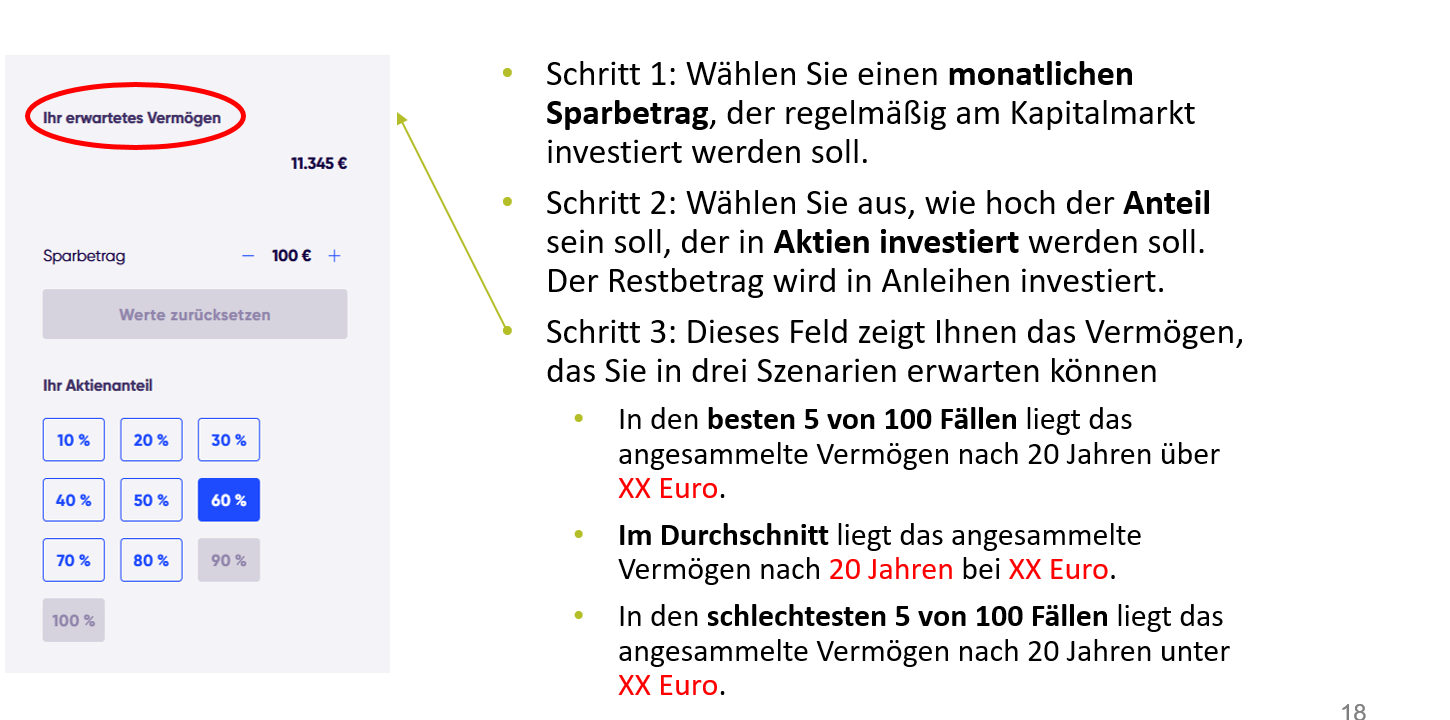 Ihr erwartetes Vermögen
11.345 €
Sparbetrag − 100 € +
Werte zurücksetzen
Ihr Aktienanteil
10 % 20 % 30 %
40 % 50 % 60 %
70 % 80 % 90 %
100 %
• Schritt 1: Wählen Sie einen monatlichen
Sparbetrag, der regelmäßig am Kapitalmarkt
investiert werden soll.
• Schritt 2: Wählen Sie aus, wie hoch der Anteil
sein soll, der in Aktien investiert werden soll.
Der Restbetrag wird in Anleihen investiert.
• Schritt 3: Dieses Feld zeigt Ihnen das Vermögen,
das Sie in drei Szenarien erwarten können
• In den besten 5 von 100 Fällen liegt das
angesammelte Vermögen nach 20 Jahren über
XX Euro.
• Im Durchschnitt liegt das angesammelte
Vermögen nach 20 Jahren bei XX Euro.
• In den schlechtesten 5 von 100 Fällen liegt das
angesammelte Vermögen nach 20 Jahren unter
XX Euro.
18